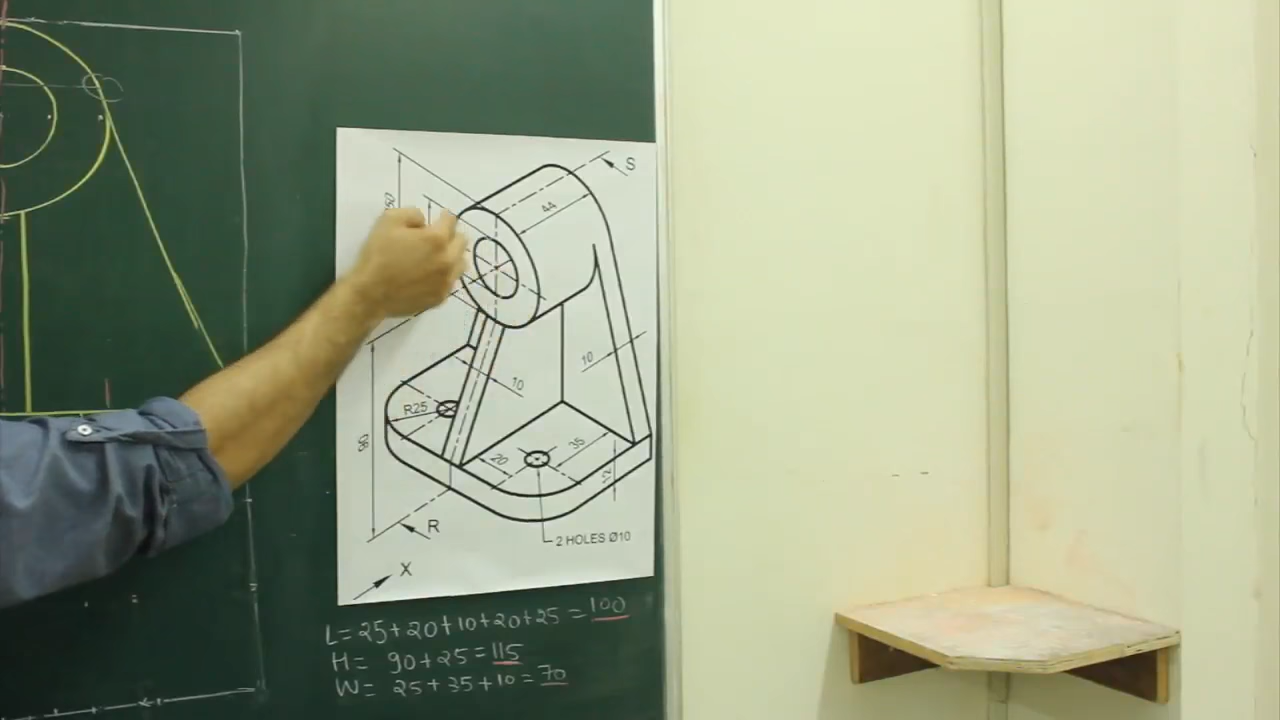 S
50
44
10
10
R25
90
35
20
12
R
2 HOLES Ø10
X
L= 25+20+10+20+25 = 100
H= 90+25 = 115
W= 25+35+10 = 70